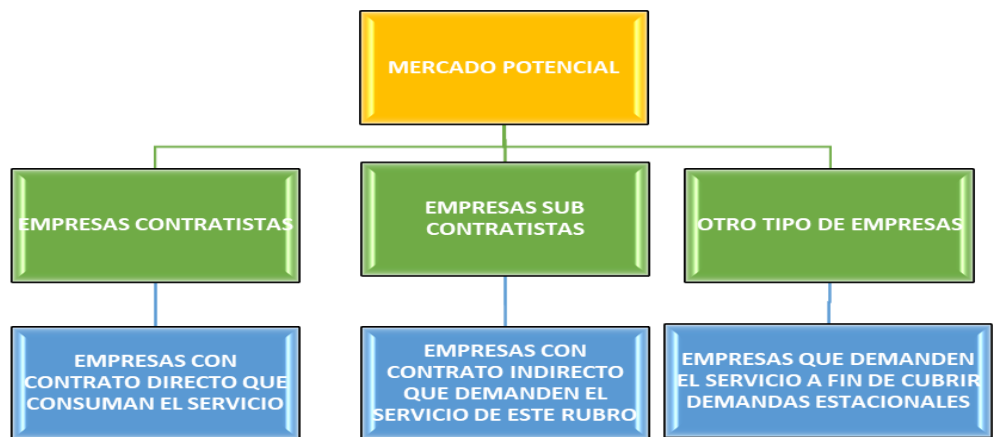 MERCADO POTENCIAL
EMPRESAS CONTRATISTAS
EMPRESAS SUB
CONTRATISTAS
OTRO TIPO DE EMPRESAS
EMPRESAS CON
CONTRATO DIRECTO QUE
CONSUMAN EL SERVICIO
EMPRESAS CON
CONTRATO INDIRECTO
QUE DEMANDEN EL
SERVICIO DE ESTE RUBRO
EMPRESAS QUE DEMANDEN
EL SERVICIO A FIN DE CUBRIR
DEMANDAS ESTACIONALES